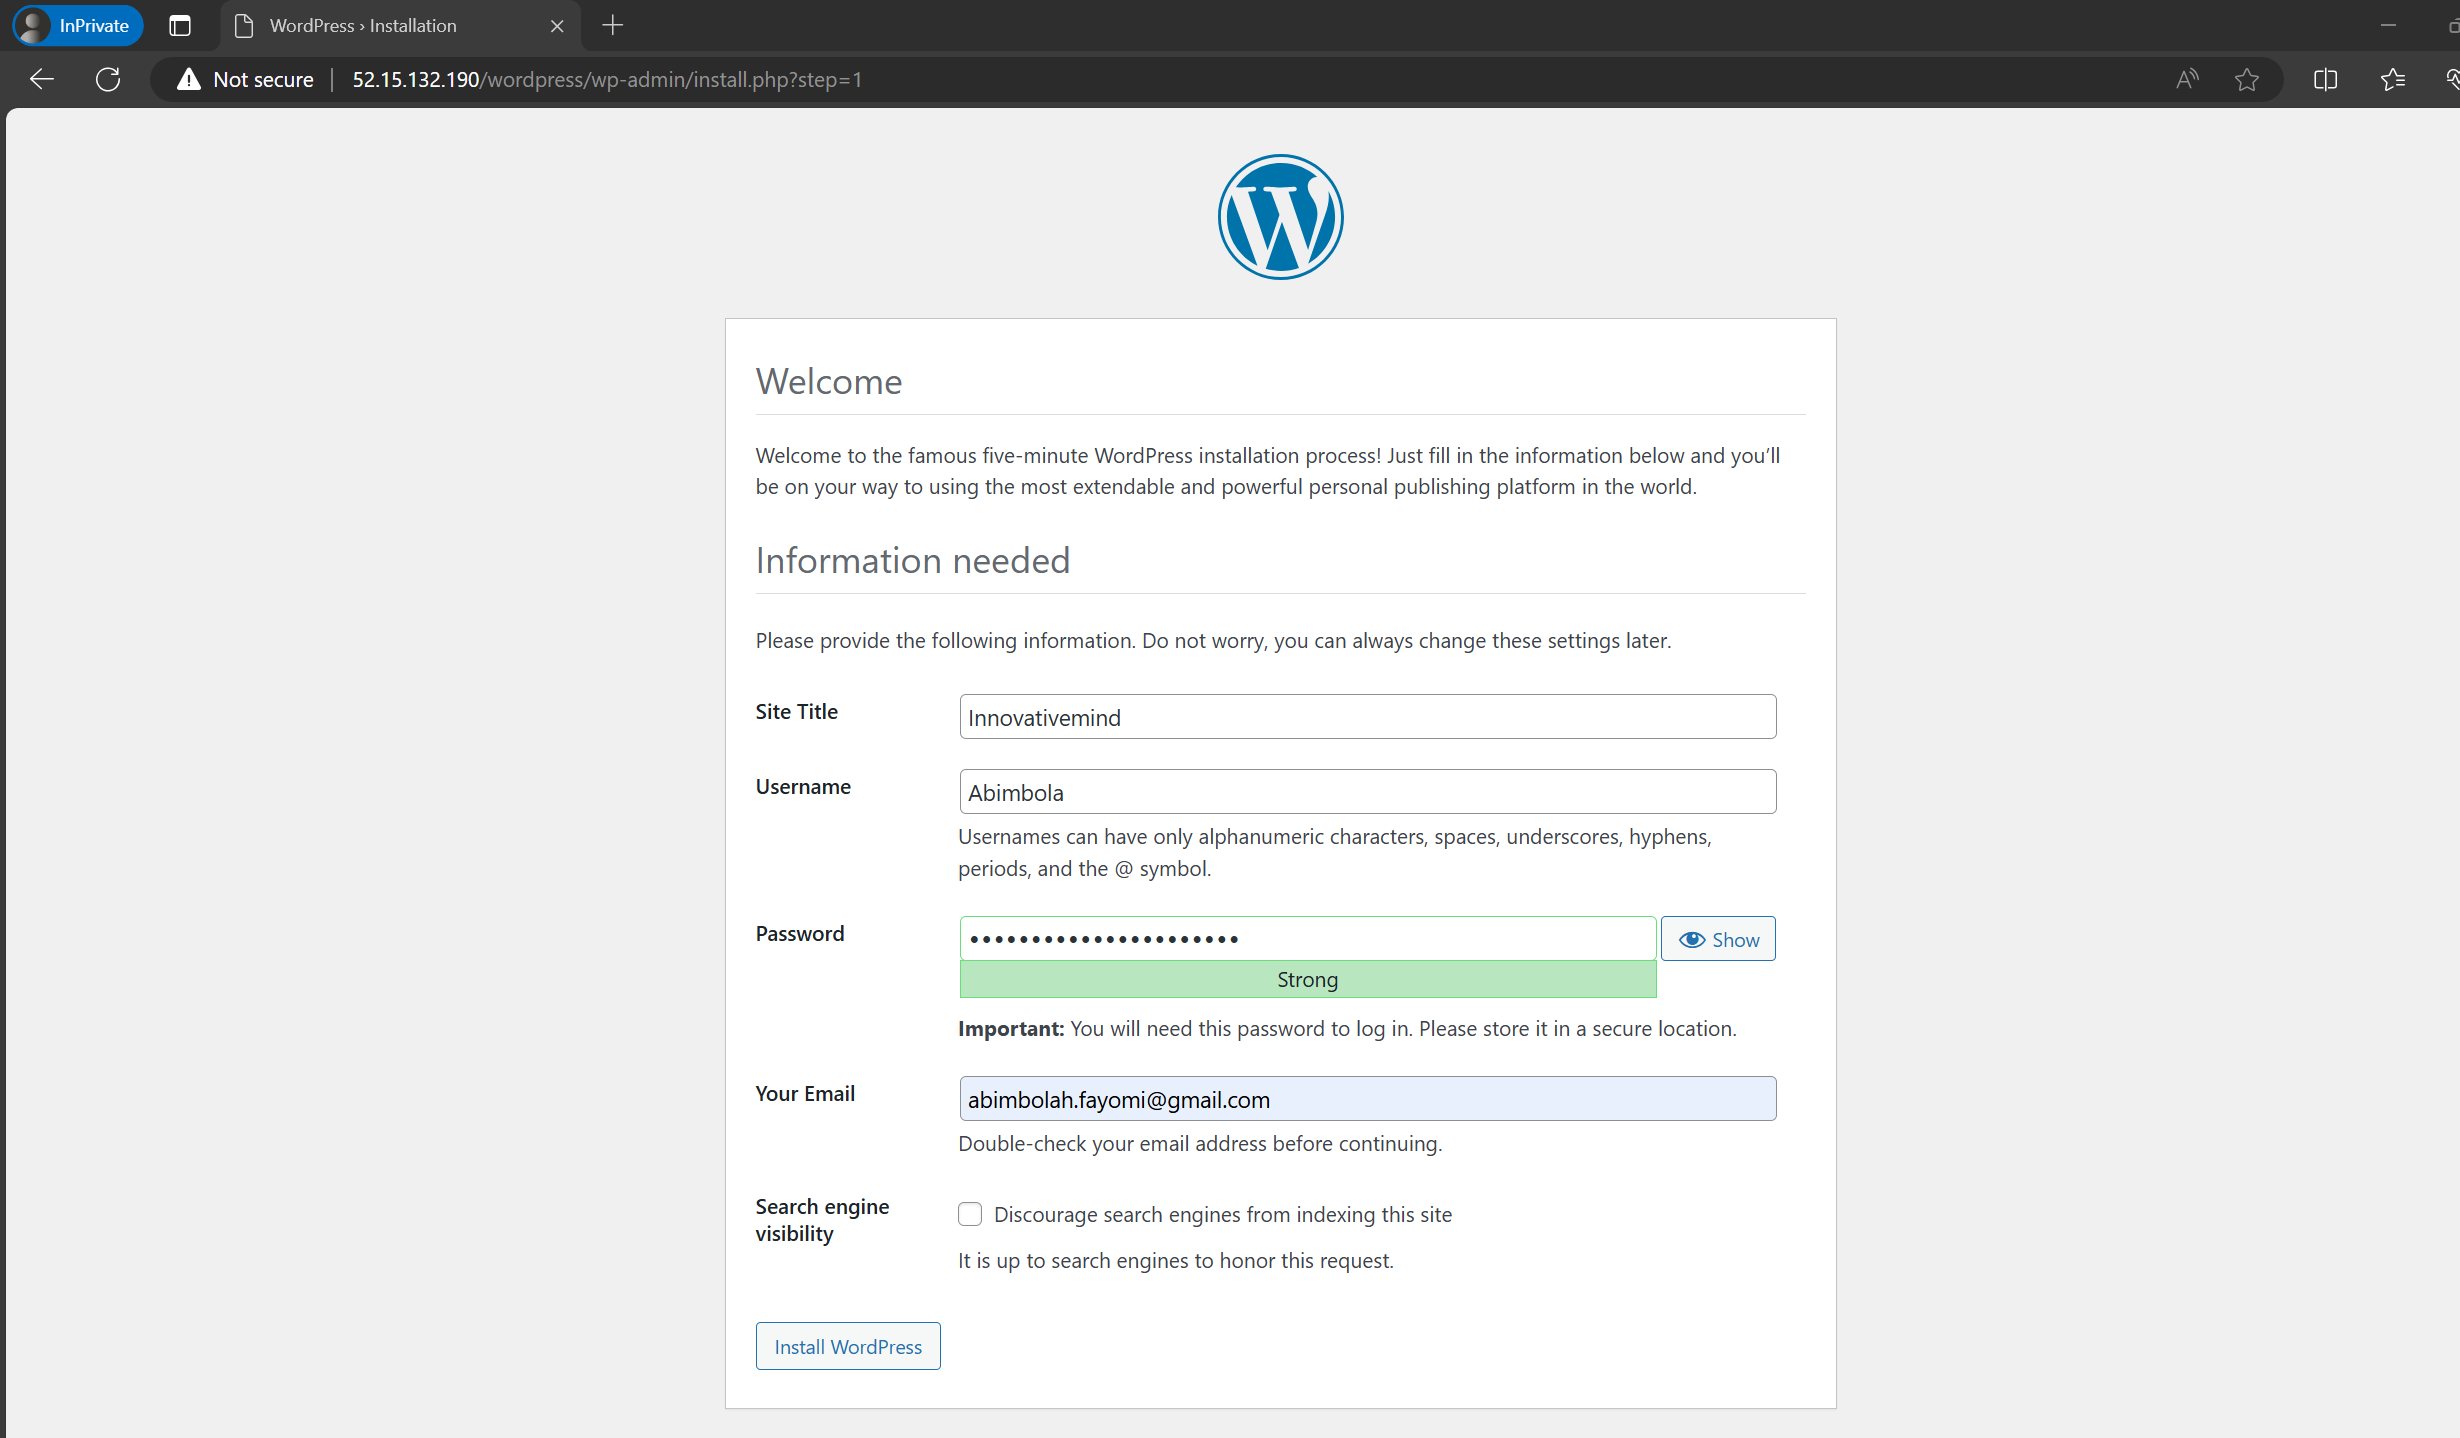 InPrivate
WordPress › Installation
Not secure
52.15.132.190/wordpress/wp-admin/install.php?step=1
Welcome
Welcome to the famous five-minute WordPress installation process! Just fill in the information below and you’ll
be on your way to using the most extendable and powerful personal publishing platform in the world.
Information needed
Please provide the following information. Do not worry, you can always change these settings later.
Site Title
Innovativemind
Username
Abimbola
Usernames can have only alphanumeric characters, spaces, underscores, hyphens,
periods, and the @ symbol.
Password
••••••••••••••••••••••
Show
Strong
Important: You will need this password to log in. Please store it in a secure location.
Your Email
abimbolah.fayomi@gmail.com
Double-check your email address before continuing.
Search engine
visibility
Discourage search engines from indexing this site
It is up to search engines to honor this request.
Install WordPress